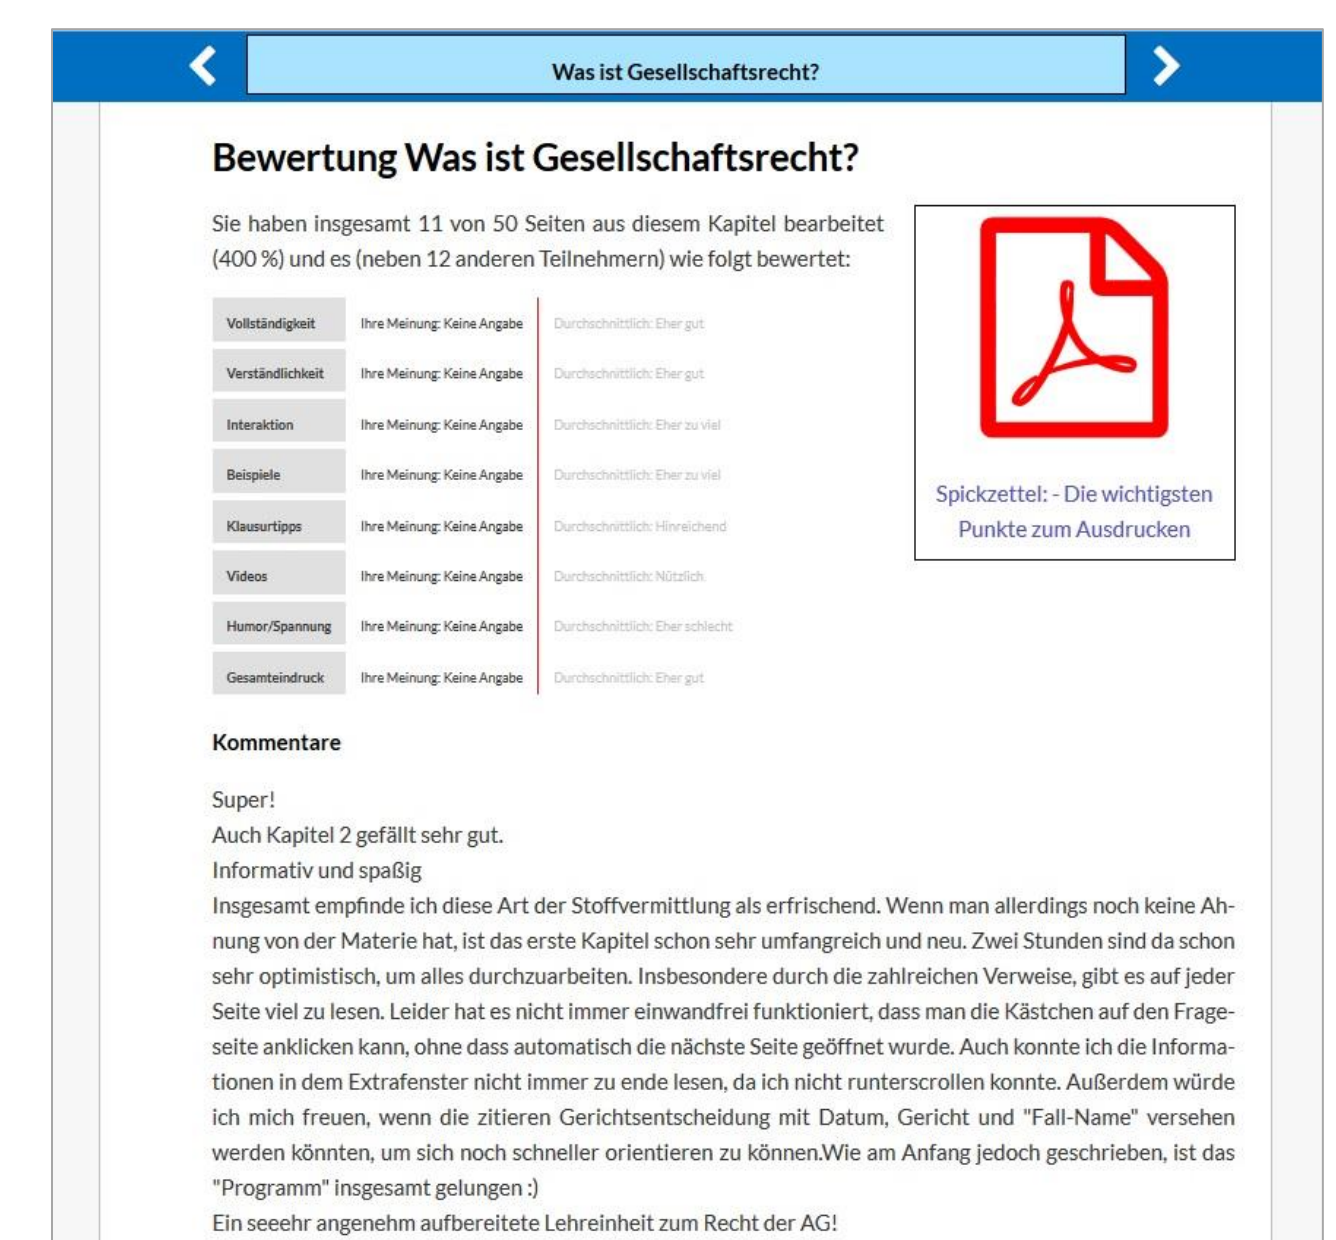 Was ist Gesellschaftsrecht?
Bewertung Was ist Gesellschaftsrecht?
Sie haben insgesamt 11 von 50 Seiten aus diesem Kapitel bearbeitet
(400 %) und es (neben 12 anderen Teilnehmern) wie folgt bewertet:
Vollständigkeit Ihre Meinung: Keine Angabe Durchschnittlich: Eher gut
Verständlichkeit Ihre Meinung: Keine Angabe Durchschnittlich: Eher gut
Interaktion Ihre Meinung: Keine Angabe Durchschnittlich: Eher zu viel
Beispiele Ihre Meinung: Keine Angabe Durchschnittlich: Eher zu viel
Klausurtipps Ihre Meinung: Keine Angabe Durchschnittlich: Hinreichend
Videos Ihre Meinung: Keine Angabe Durchschnittlich: Nützlich
Humor/Spannung Ihre Meinung: Keine Angabe Durchschnittlich: Eher schlecht
Gesamteindruck Ihre Meinung: Keine Angabe Durchschnittlich: Eher gut
Spickzettel: - Die wichtigsten
Punkte zum Ausdrucken
Kommentare
Super!
Auch Kapitel 2 gefällt sehr gut.
Informativ und spaßig
Insgesamt empfinde ich diese Art der Stoffvermittlung als erfrischend. Wenn man allerdings noch keine Ah-
nung von der Materie hat, ist das erste Kapitel schon sehr umfangreich und neu. Zwei Stunden sind da schon
sehr optimistisch, um alles durchzuarbeiten. Insbesondere durch die zahlreichen Verweise, gibt es auf jeder
Seite viel zu lesen. Leider hat es nicht immer einwandfrei funktioniert, dass man die Kästchen auf den Frage-
seite anklicken kann, ohne dass automatisch die nächste Seite geöffnet wurde. Auch konnte ich die Informa-
tionen in dem Extrafenster nicht immer zu ende lesen, da ich nicht runterscrollen konnte. Außerdem würde
ich mich freuen, wenn die zitieren Gerichtsentscheidung mit Datum, Gericht und "Fall-Name" versehen
werden könnten, um sich noch schneller orientieren zu können.Wie am Anfang jedoch geschrieben, ist das
"Programm" insgesamt gelungen :)
Ein seeehr angenehm aufbereitete Lehreinheit zum Recht der AG!